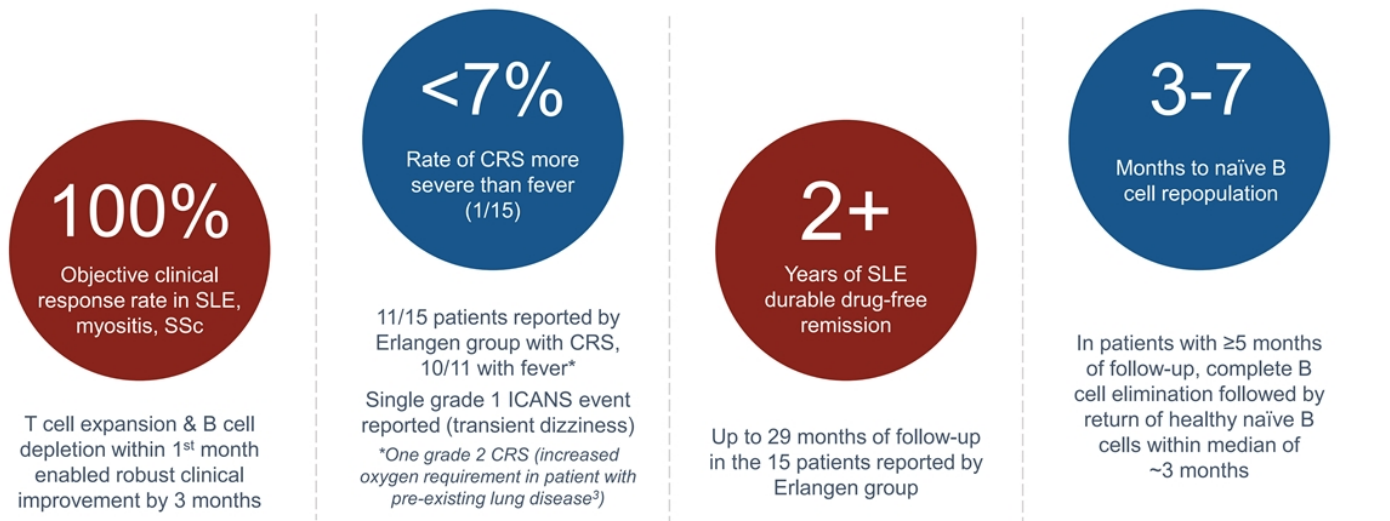 100%
Objective clinical
response rate in SLE,
myositis, SSc
T cell expansion & B cell
depletion within 1st month
enabled robust clinical
improvement by 3 months
<7%
Rate of CRS more
severe than fever
(1/15)
11/15 patients reported by
Erlangen group with CRS,
10/11 with fever*
Single grade 1 ICANS event
reported (transient dizziness)
*One grade 2 CRS (increased
oxygen requirement in patient with
pre-existing lung disease³)
2+
Years of SLE
durable drug-free
remission
Up to 29 months of follow-up
in the 15 patients reported by
Erlangen group
3-7
Months to naïve B
cell repopulation
In patients with ≥5 months
of follow-up, complete B
cell elimination followed by
return of healthy naïve B
cells within median of
~3 months